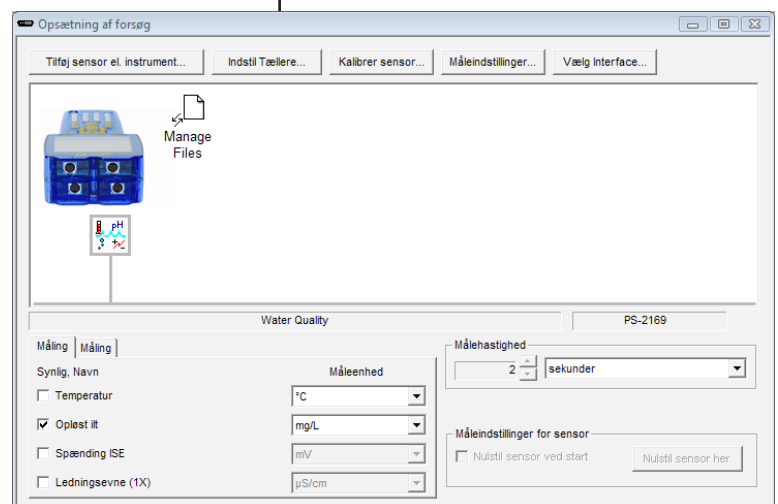 Opsætning af forsøg
Tilføj sensor el. instrument... Indstil Tællere... Kalibrer sensor... Måleindstillinger... Vælg Interface...
Manage
Files
pH
Water Quality PS-2169
Måling Måling
Synlig, Navn Måleenhed
Temperatur °C
Opløst ilt mg/L
Spænding ISE mV
Ledningsevne (1X) µS/cm
Målehastighed
2 sekunder
Måleindstillinger for sensor
Nulstil sensor ved start Nulstil sensor her